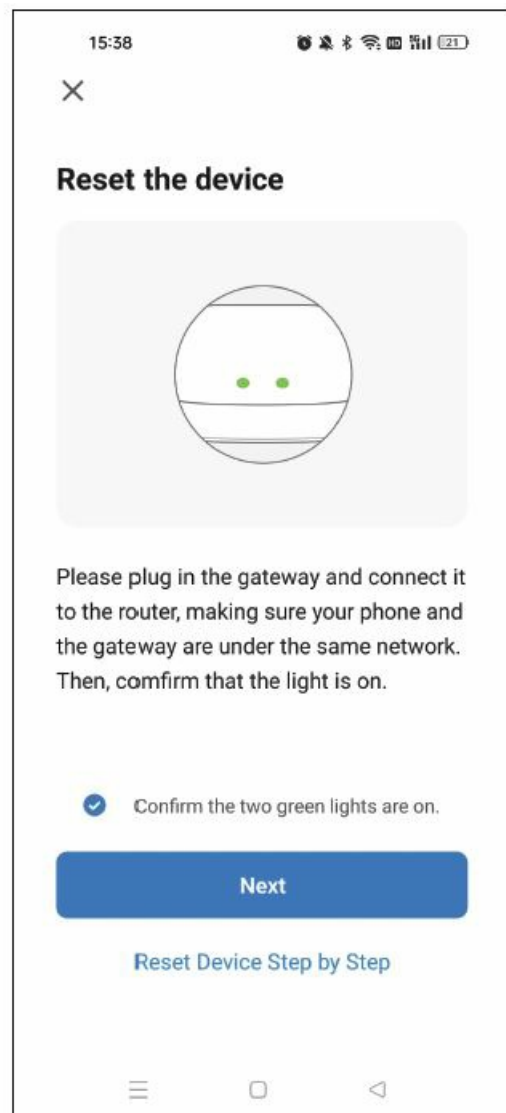 15:38
HD 21
Reset the device
Please plug in the gateway and connect it
to the router, making sure your phone and
the gateway are under the same network.
Then, comfirm that the light is on.
Confirm the two green lights are on.
Next
Reset Device Step by Step